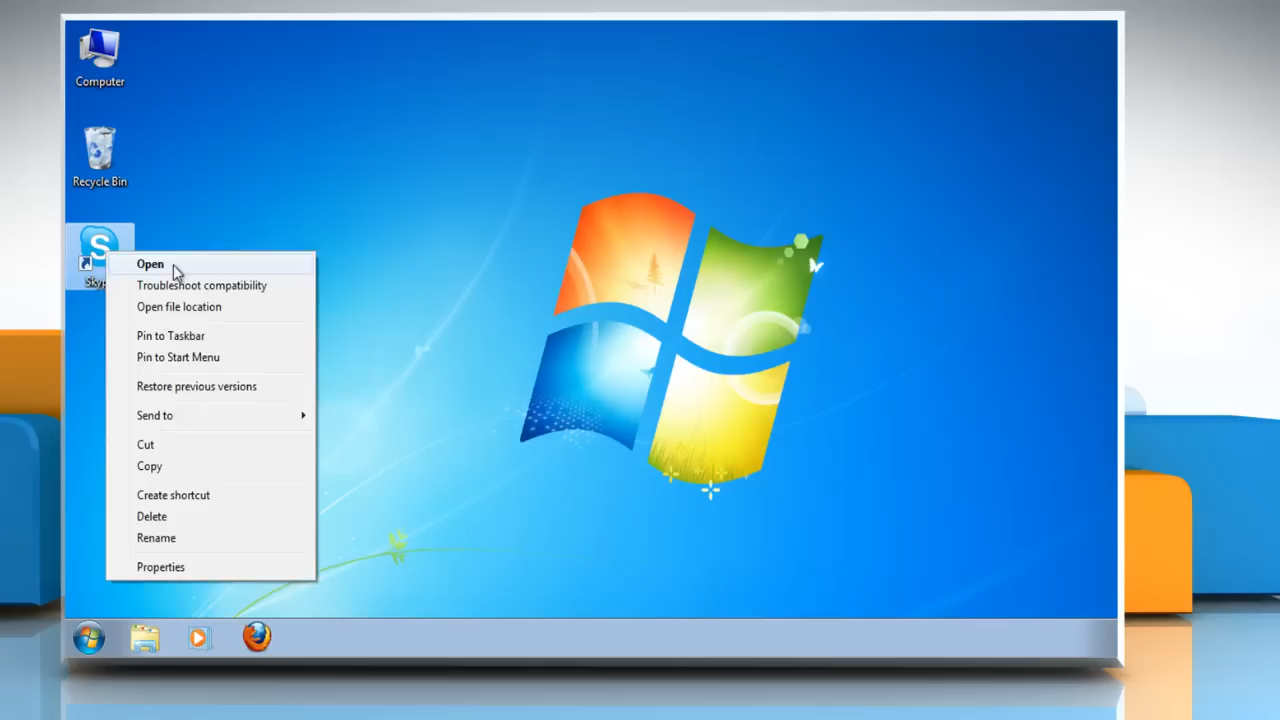 Computer
Recycle Bin
S
Skyp
Open
Troubleshoot compatibility
Open file location
Pin to Taskbar
Pin to Start Menu
Restore previous versions
Send to
Cut
Copy
Create shortcut
Delete
Rename
Properties